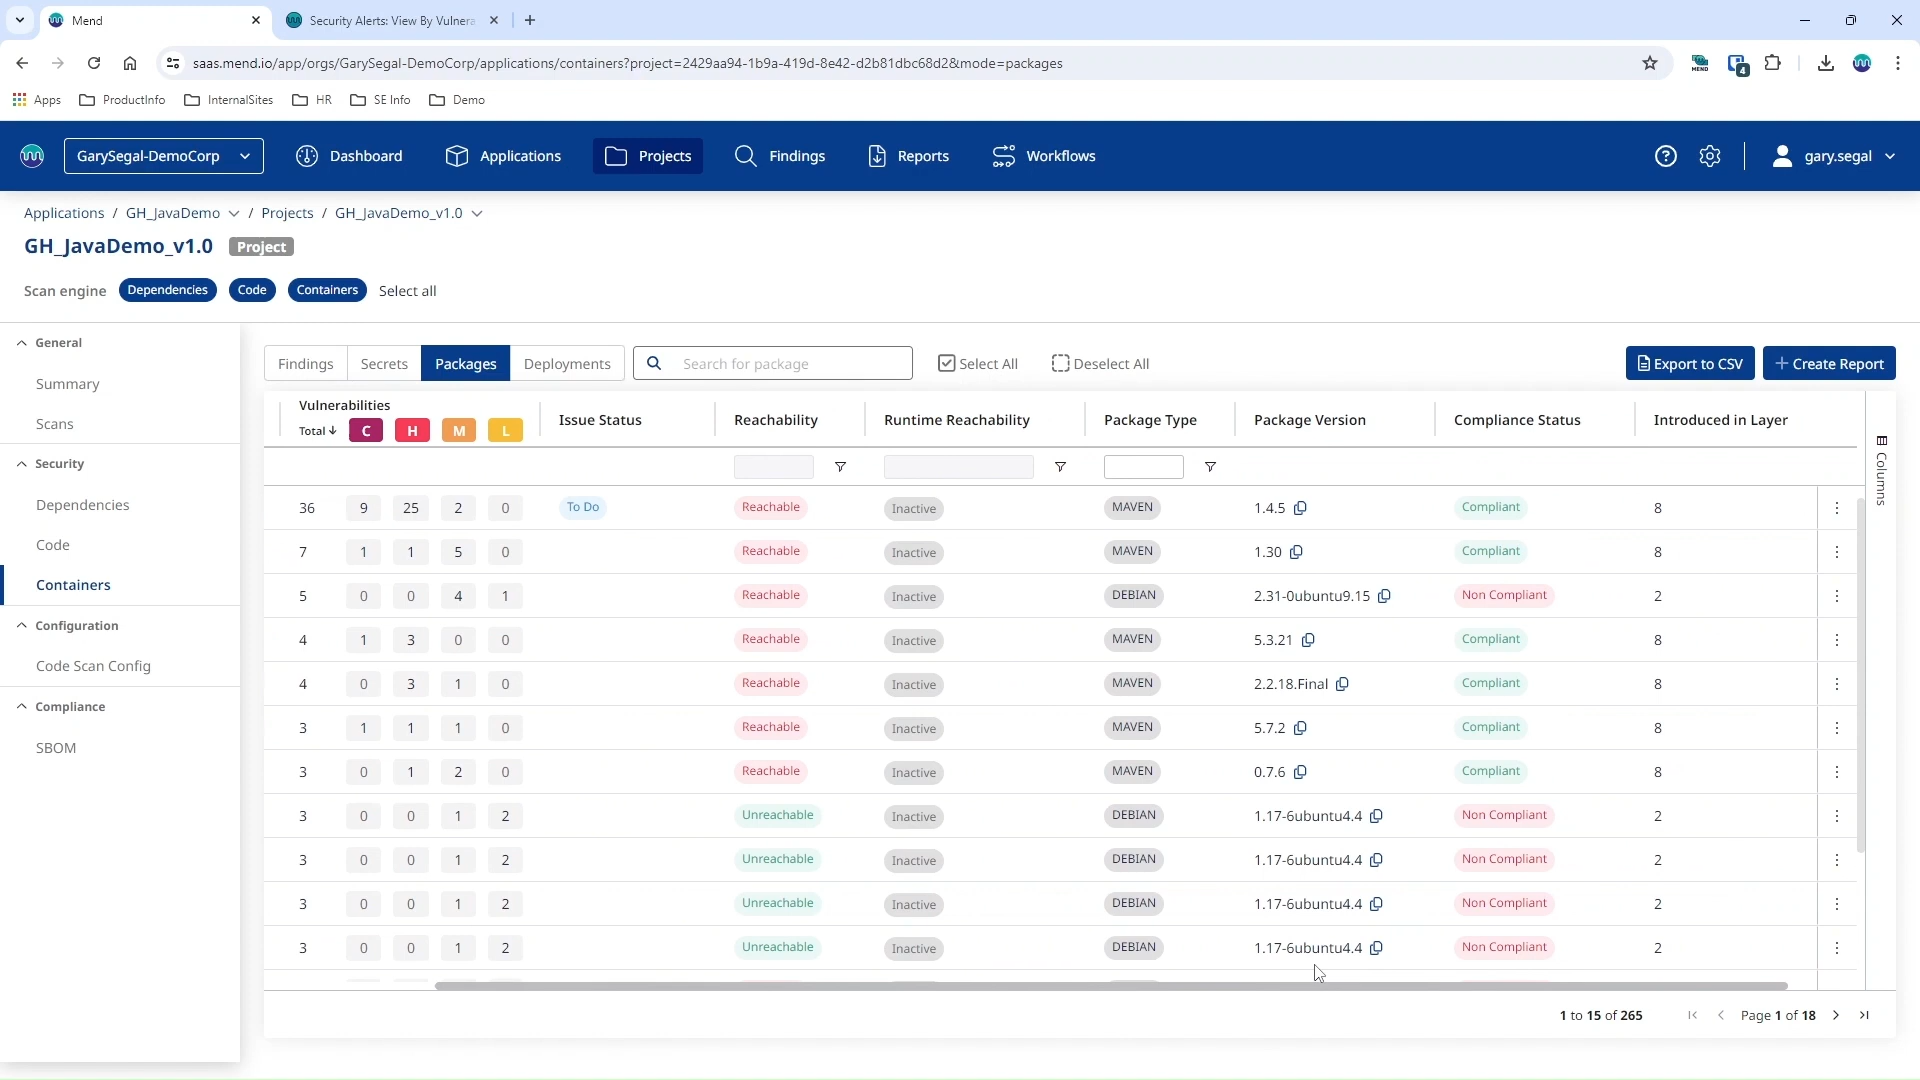 Mend
Security Alerts: View By Vulnera
saas.mend.io/app/orgs/GarySegal-DemoCorp/applications/containers?project=2429aa94-1b9a-419d-8e42-d2b81dbc68d2&mode=packages
MEND
4
Apps ProductInfo InternalSites HR SE Info Demo
GarySegal-DemoCorp Dashboard Applications Projects Findings Reports Workflows gary.segal
Applications / GH_JavaDemo / Projects / GH_JavaDemo_v1.0
GH_JavaDemo_v1.0 Project
Scan engine Dependencies Code Containers Select all
General
Summary
Scans
Security
Dependencies
Code
Containers
Configuration
Code Scan Config
Compliance
SBOM
Findings Secrets Packages Deployments Search for package Select All Deselect All Export to CSV + Create Report
Vulnerabilities
Total C H M L Issue Status Reachability Runtime Reachability Package Type Package Version Compliance Status Introduced in Layer
Columns
36 9 25 2 0 To Do Reachable Inactive MAVEN 1.4.5 Compliant 8
7 1 1 5 0 Reachable Inactive MAVEN 1.30 Compliant 8
5 0 0 4 1 Reachable Inactive DEBIAN 2.31-0ubuntu9.15 Non Compliant 2
4 1 3 0 0 Reachable Inactive MAVEN 5.3.21 Compliant 8
4 0 3 1 0 Reachable Inactive MAVEN 2.2.18.Final Compliant 8
3 1 1 1 0 Reachable Inactive MAVEN 5.7.2 Compliant 8
3 0 1 2 0 Reachable Inactive MAVEN 0.7.6 Compliant 8
3 0 0 1 2 Unreachable Inactive DEBIAN 1.17-6ubuntu4.4 Non Compliant 2
3 0 0 1 2 Unreachable Inactive DEBIAN 1.17-6ubuntu4.4 Non Compliant 2
3 0 0 1 2 Unreachable Inactive DEBIAN 1.17-6ubuntu4.4 Non Compliant 2
3 0 0 1 2 Unreachable Inactive DEBIAN 1.17-6ubuntu4.4 Non Compliant 2
1 to 15 of 265 Page 1 of 18